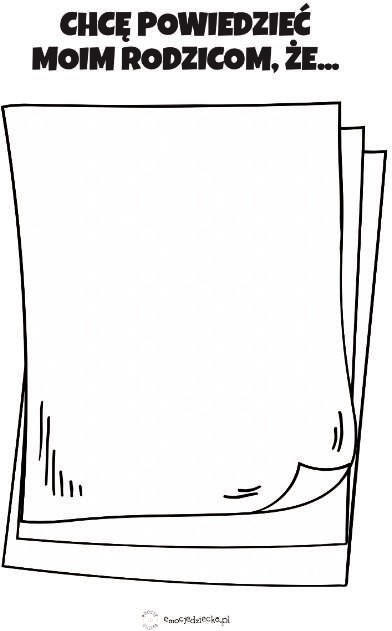 CHCĘ POWIEDZIEĆ
MOIM RODZICOM, ŻE...
emocjedziecka.pl